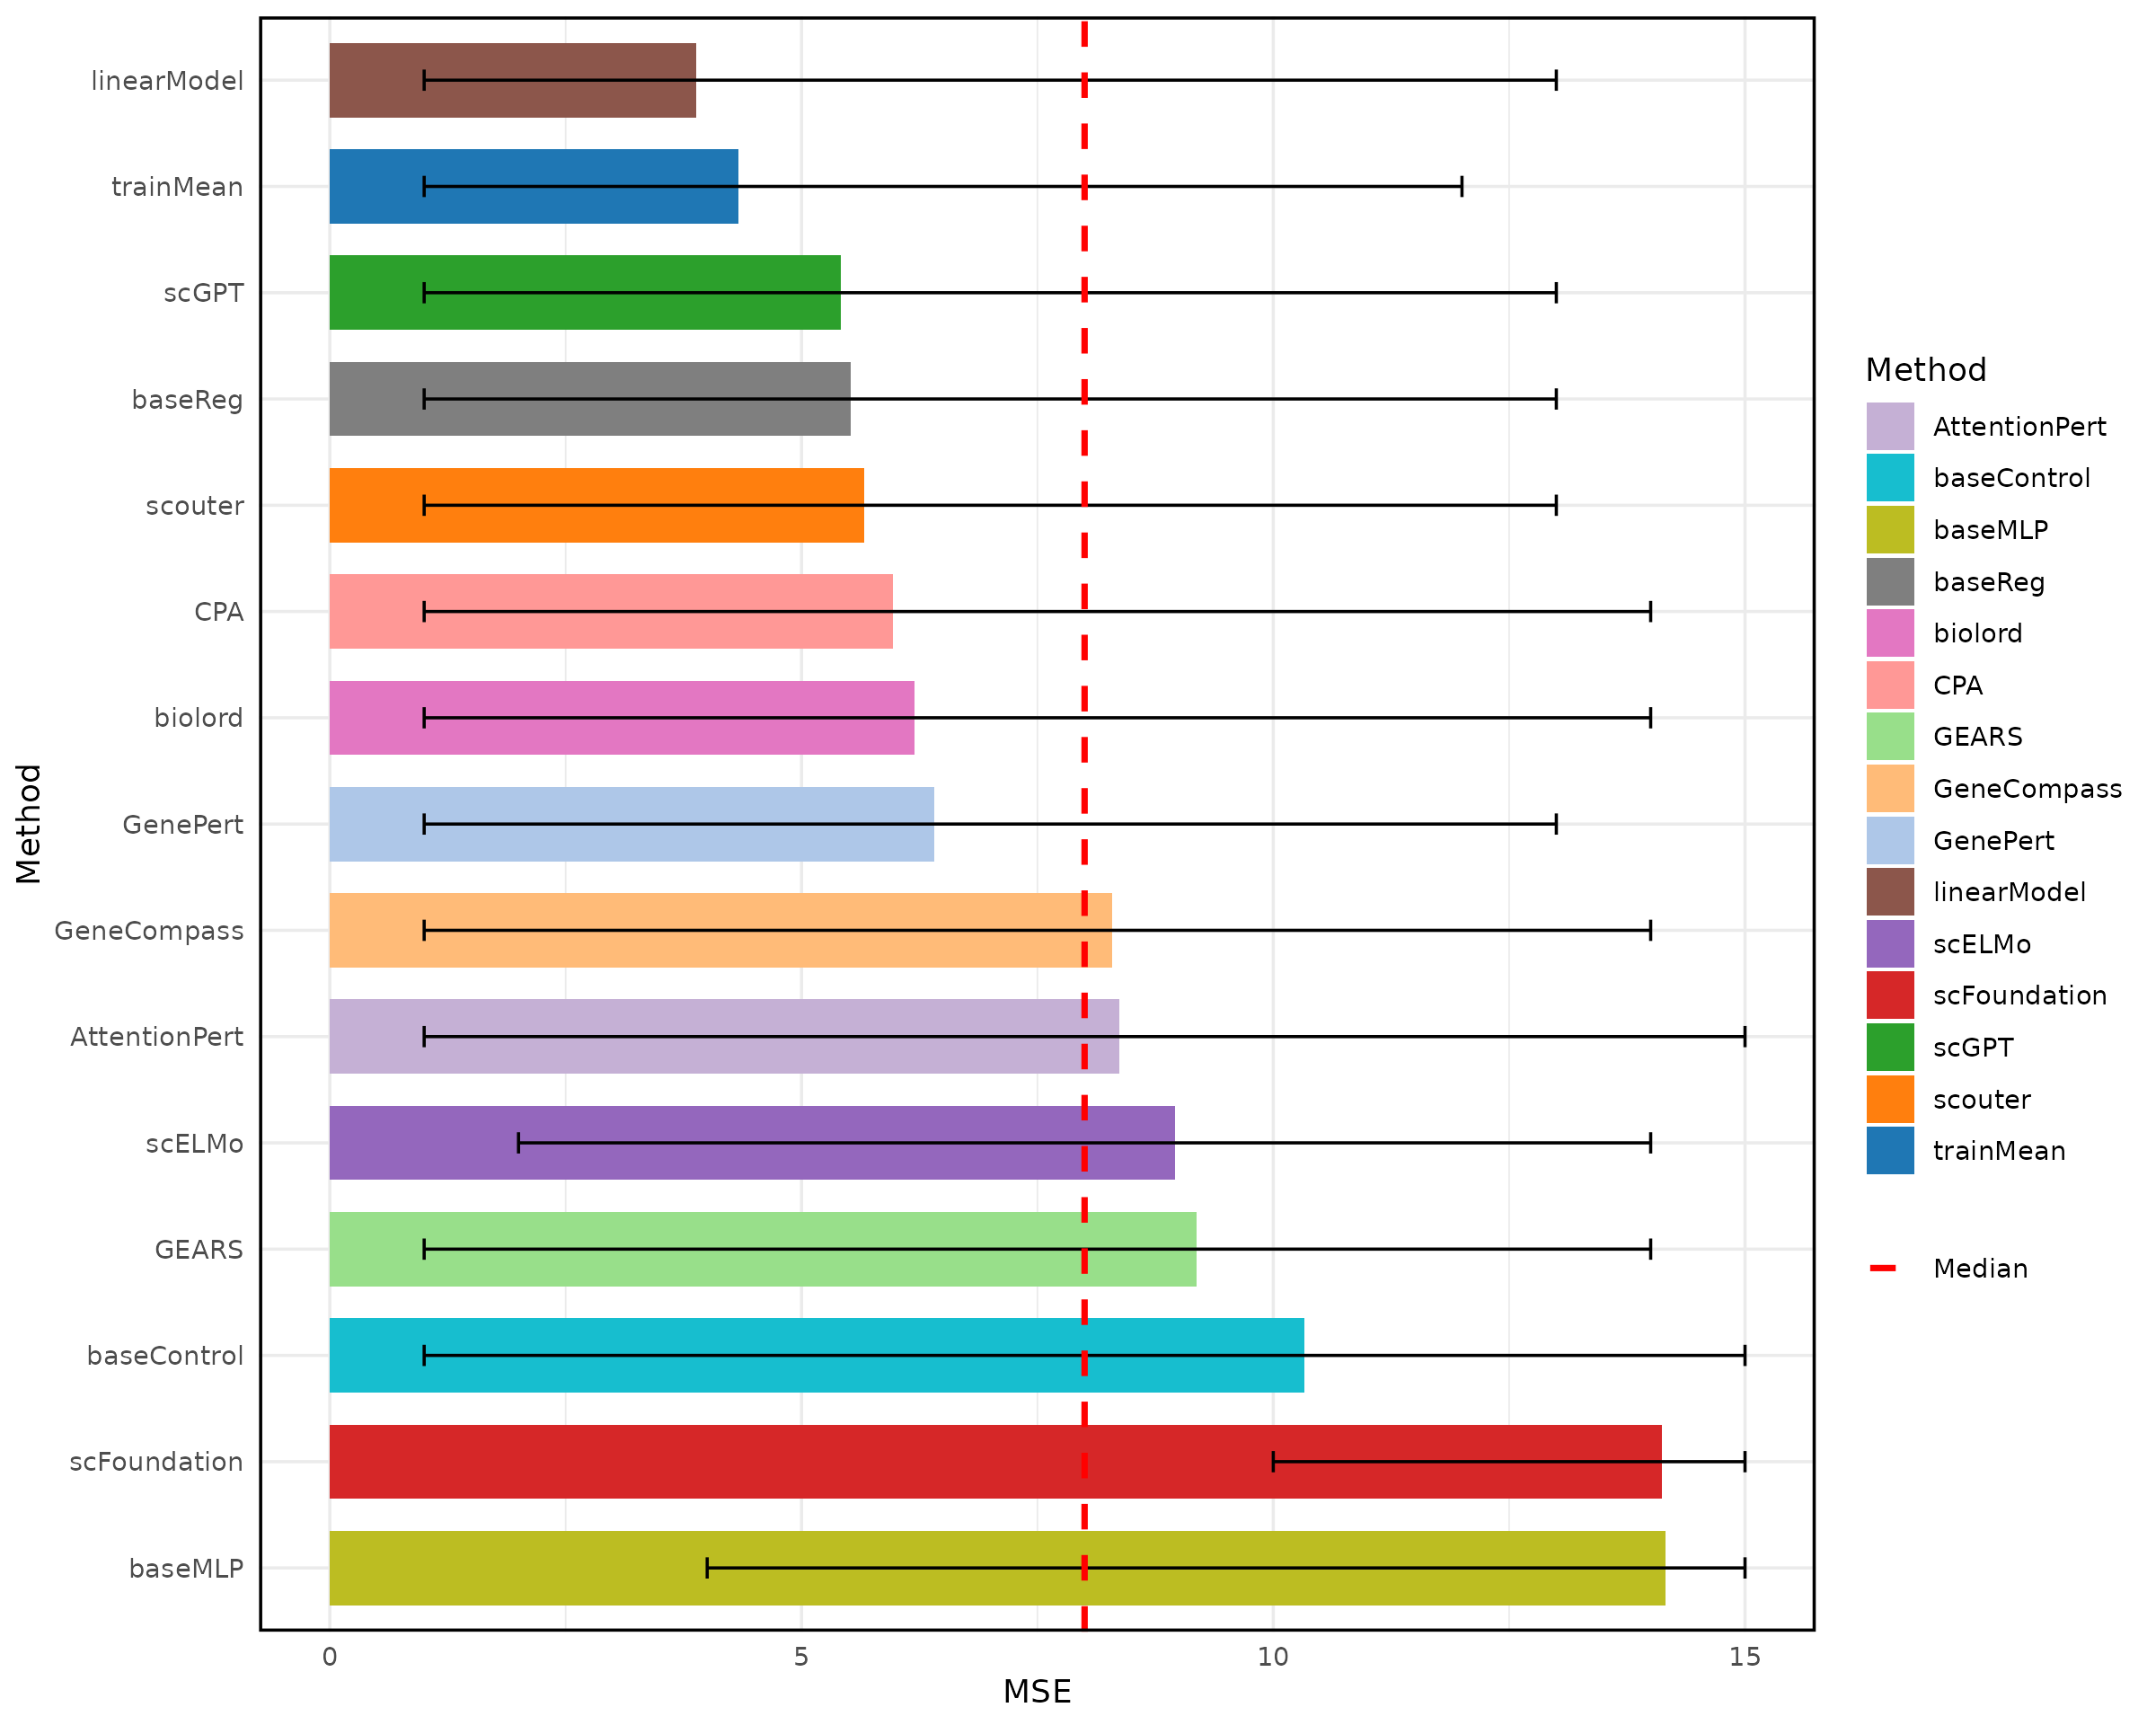 linearModel
trainMean
scGPT
baseReg
scouter
CPA
biolord
GenePert
GeneCompass
AttentionPert
scELMo
GEARS
baseControl
scFoundation
baseMLP
Method
0 5 10 15
MSE
Method
AttentionPert
baseControl
baseMLP
baseReg
biolord
CPA
GEARS
GeneCompass
GenePert
linearModel
scELMo
scFoundation
scGPT
scouter
trainMean
Median